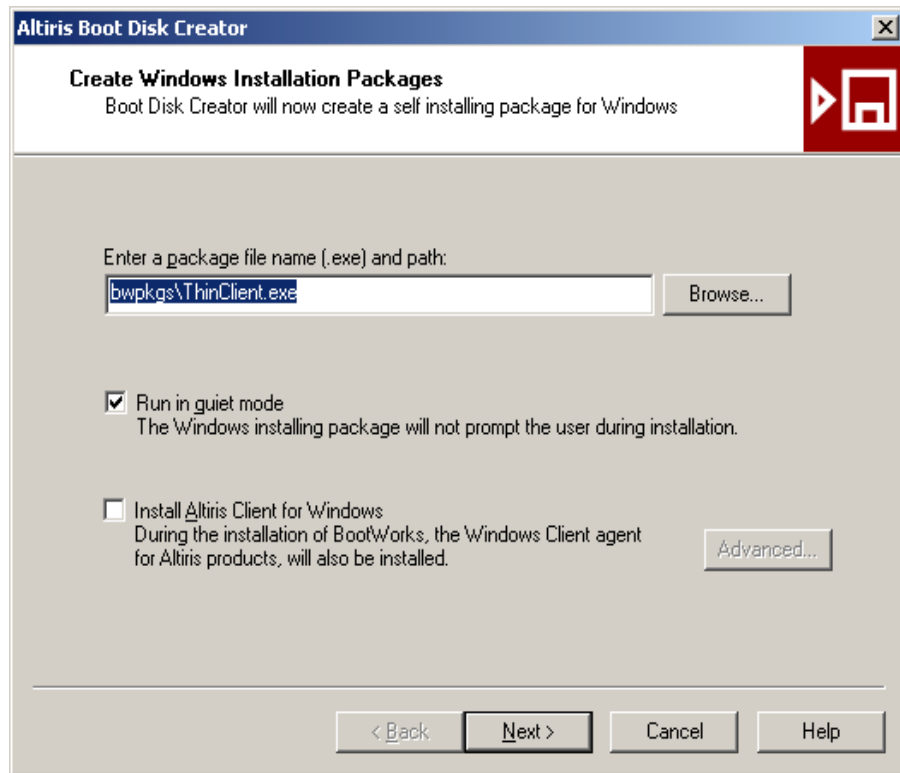 Altiris Boot Disk Creator
Create Windows Installation Packages
Boot Disk Creator will now create a self installing package for Windows
Enter a package file name (.exe) and path:
bwpkgs\ThinClient.exe
Browse...
Run in quiet mode
The Windows installing package will not prompt the user during installation.
Install Altiris Client for Windows
During the installation of BootWorks, the Windows Client agent
for Altiris products, will also be installed.
Advanced...
< Back
Next >
Cancel
Help